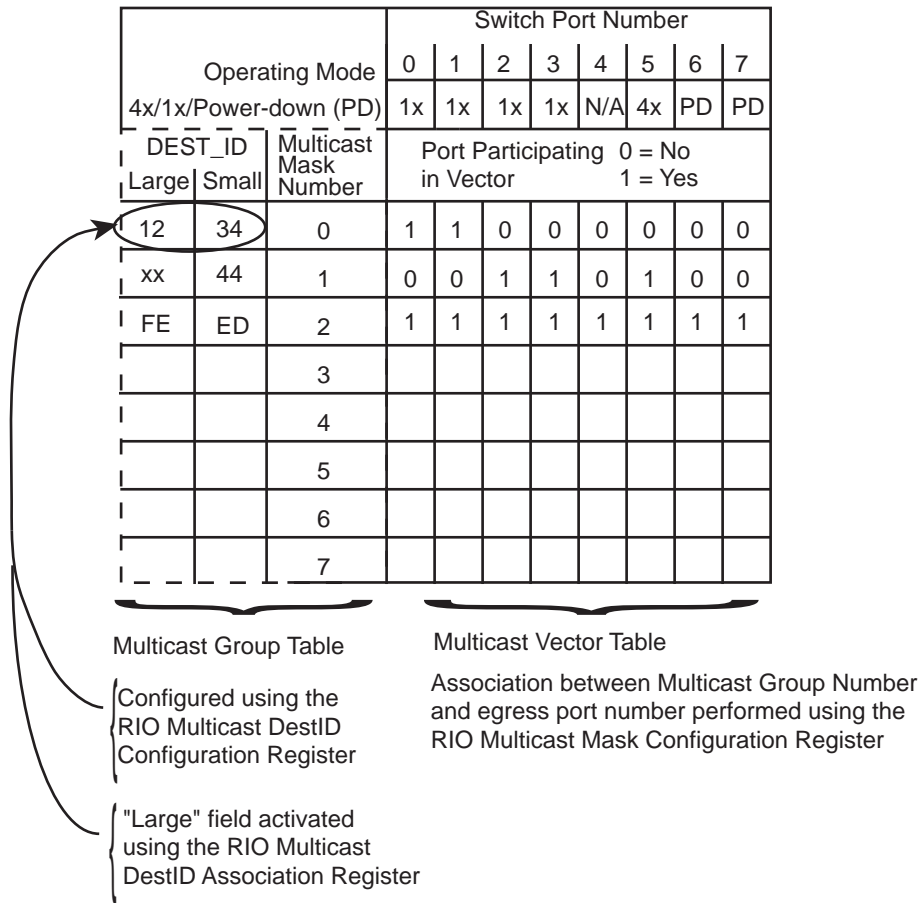 Switch Port Number
Operating Mode 0 1 2 3 4 5 6 7
4x/1x/Power-down (PD) 1x 1x 1x 1x N/A 4x PD PD
DEST_ID Multicast Mask Number Port Participating in Vector 0 = No 1 = Yes
Large Small
12 34 0 1 1 0 0 0 0 0 0
xx 44 1 0 0 1 1 0 1 0 0
FE ED 2 1 1 1 1 1 1 1 1
3
4
5
6
7
Multicast Group Table
Configured using the
RIO Multicast DestID
Configuration Register
"Large" field activated
using the RIO Multicast
DestID Association Register
Multicast Vector Table
Association between Multicast Group Number
and egress port number performed using the
RIO Multicast Mask Configuration Register